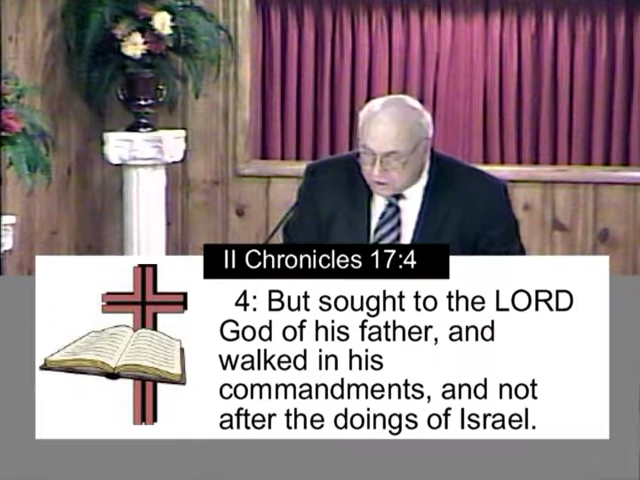 II Chronicles 17:4
4: But sought to the LORD
God of his father, and
walked in his
commandments, and not
after the doings of Israel.